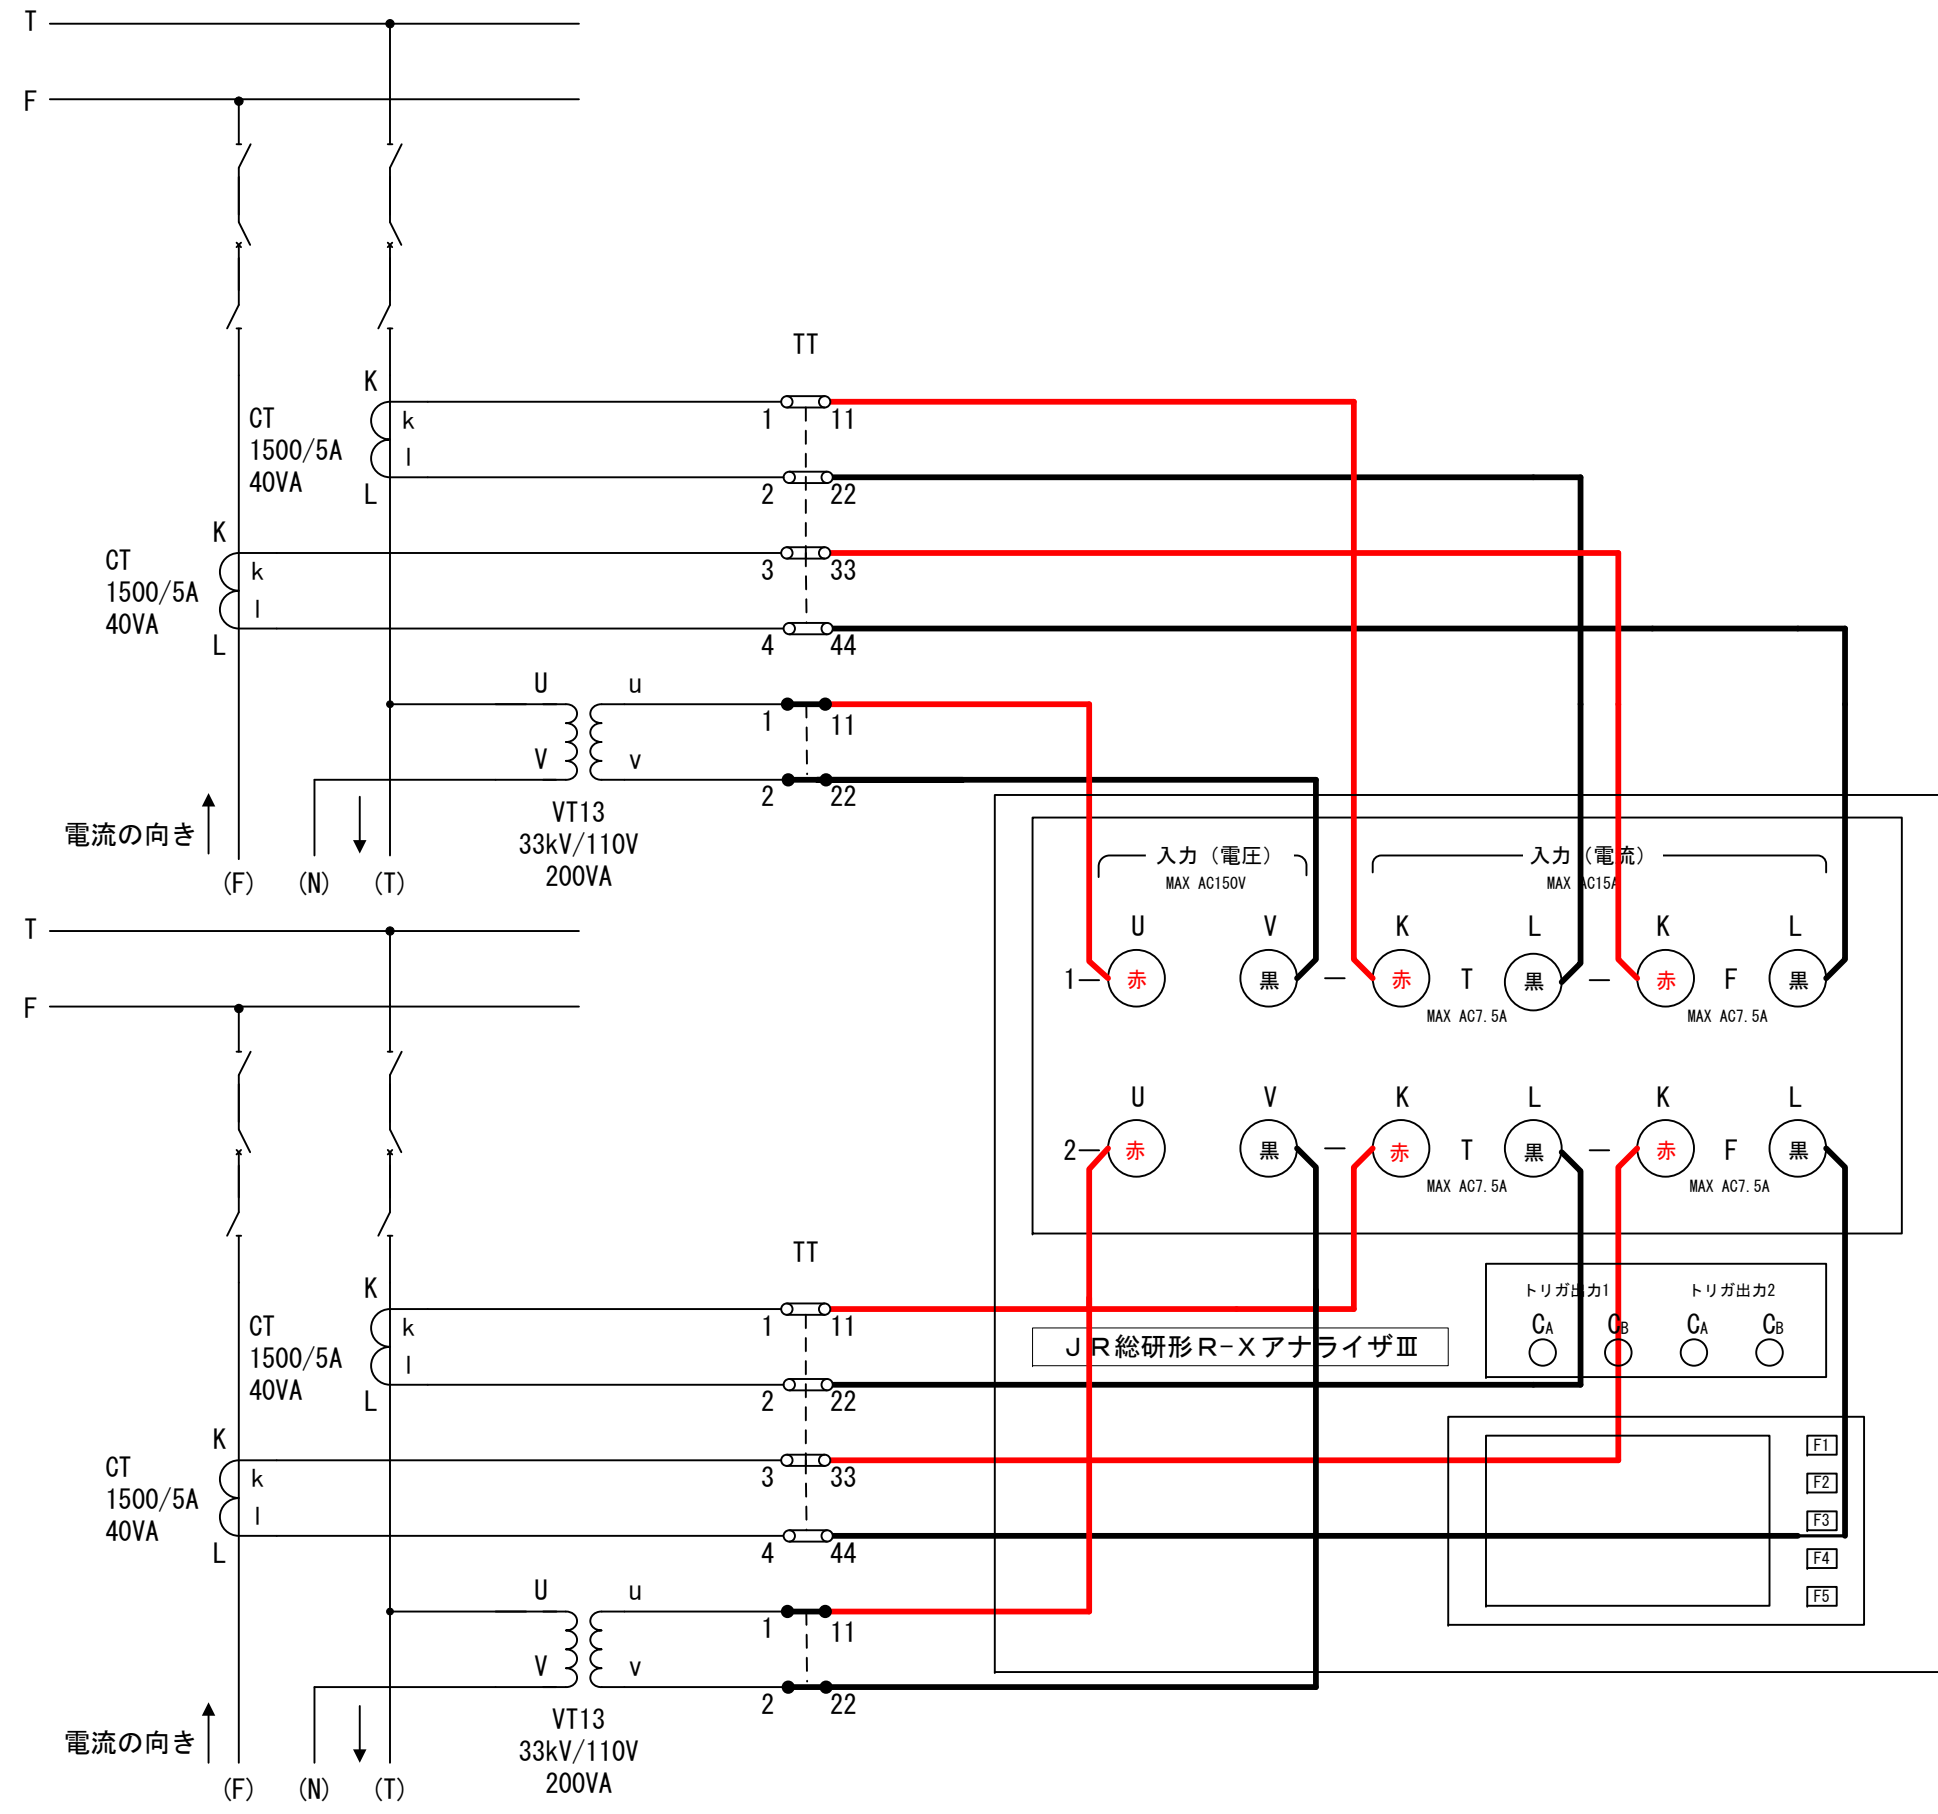 T
F
TT
K
CT
1500/5A
40VA
k
l
L
1
11
2
22
K
CT
1500/5A
40VA
k
l
L
3
33
4
44
U
u
V
v
1
11
2
22
VT13
33kV/110V
200VA
電流の向き
(F)
(N)
(T)
入力（電圧）
MAX AC150V
入力（電流）
MAX AC15A
U
V
K
L
K
L
1
赤
黒
赤
T
黒
赤
F
黒
MAX AC7.5A
MAX AC7.5A
U
V
K
L
K
L
2
赤
黒
赤
T
黒
赤
F
黒
MAX AC7.5A
MAX AC7.5A
トリガ出力1
トリガ出力2
CA
CB
CA
CB
JR総研形R-XアナライザⅢ
F1
F2
F3
F4
F5
T
F
TT
K
CT
1500/5A
40VA
k
l
L
1
11
2
22
K
CT
1500/5A
40VA
k
l
L
3
33
4
44
U
u
V
v
1
11
2
22
VT13
33kV/110V
200VA
電流の向き
(F)
(N)
(T)